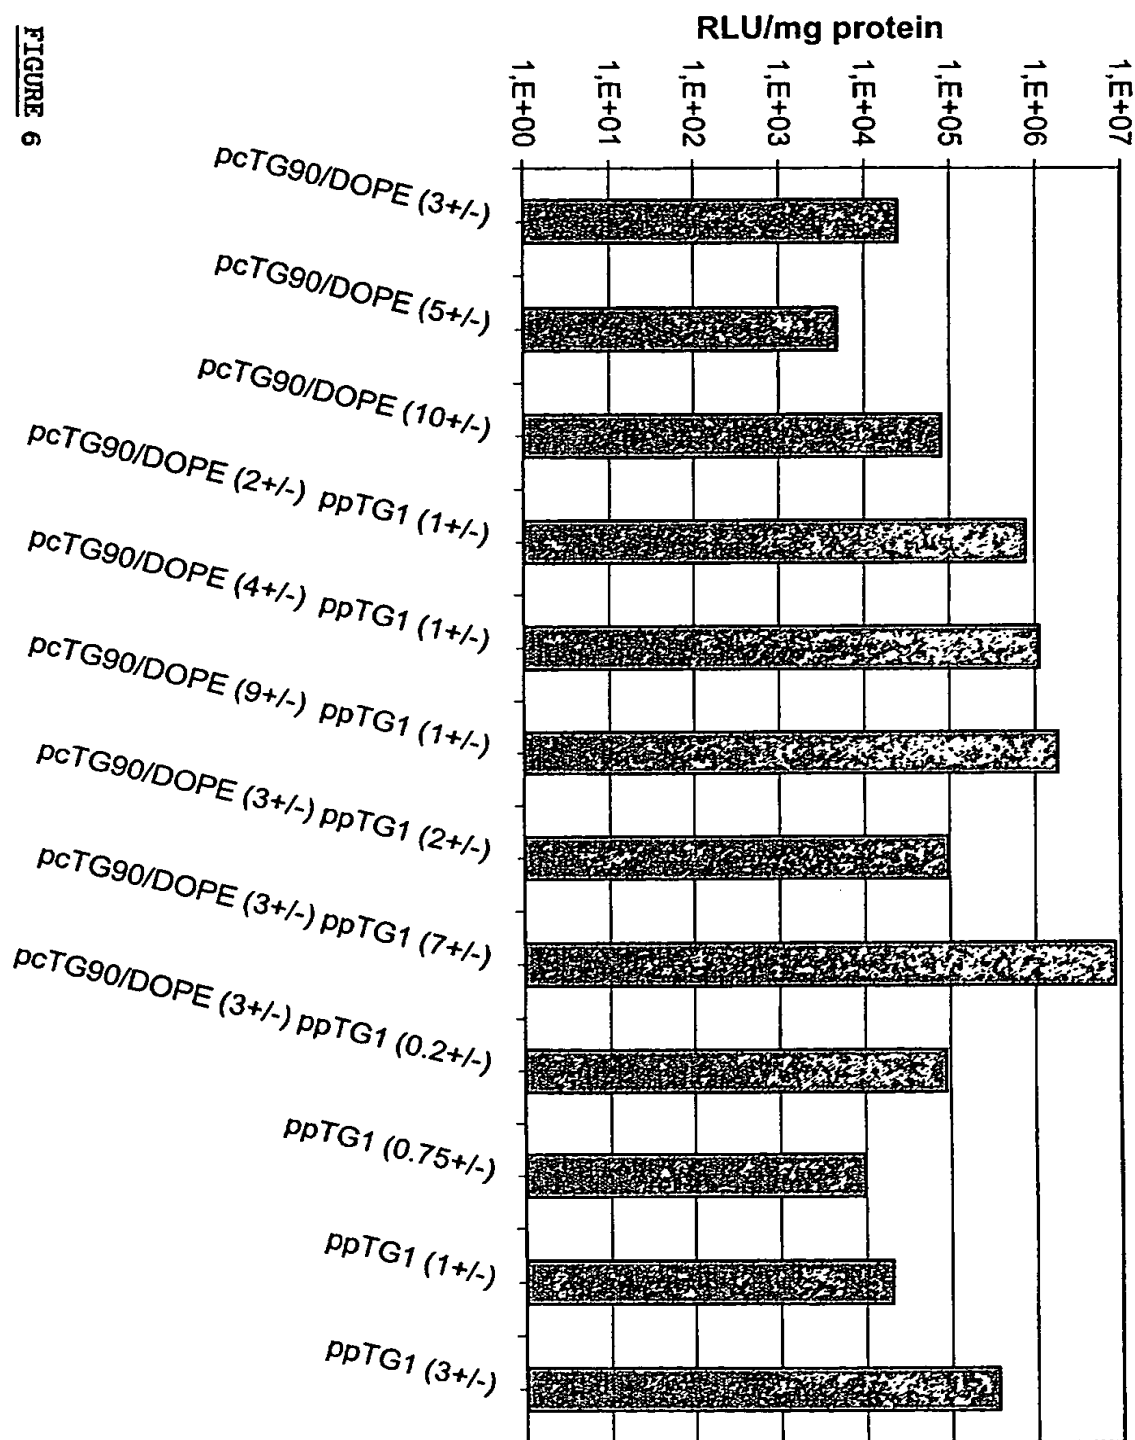 RLU/mg protein
1,E+07
1,E+06
1,E+05
1,E+04
1,E+03
1,E+02
1,E+01
1,E+00
pcTG90/DOPE (3+/-)
pcTG90/DOPE (5+/-)
pcTG90/DOPE (10+/-)
pcTG90/DOPE (2+/-) ppTG1 (1+/-)
pcTG90/DOPE (4+/-) ppTG1 (1+/-)
pcTG90/DOPE (9+/-) ppTG1 (1+/-)
pcTG90/DOPE (3+/-) ppTG1 (2+/-)
pcTG90/DOPE (3+/-) ppTG1 (7+/-)
pcTG90/DOPE (3+/-) ppTG1 (0.2+/-)
ppTG1 (0.75+/-)
ppTG1 (1+/-)
ppTG1 (3+/-)
FIGURE 6